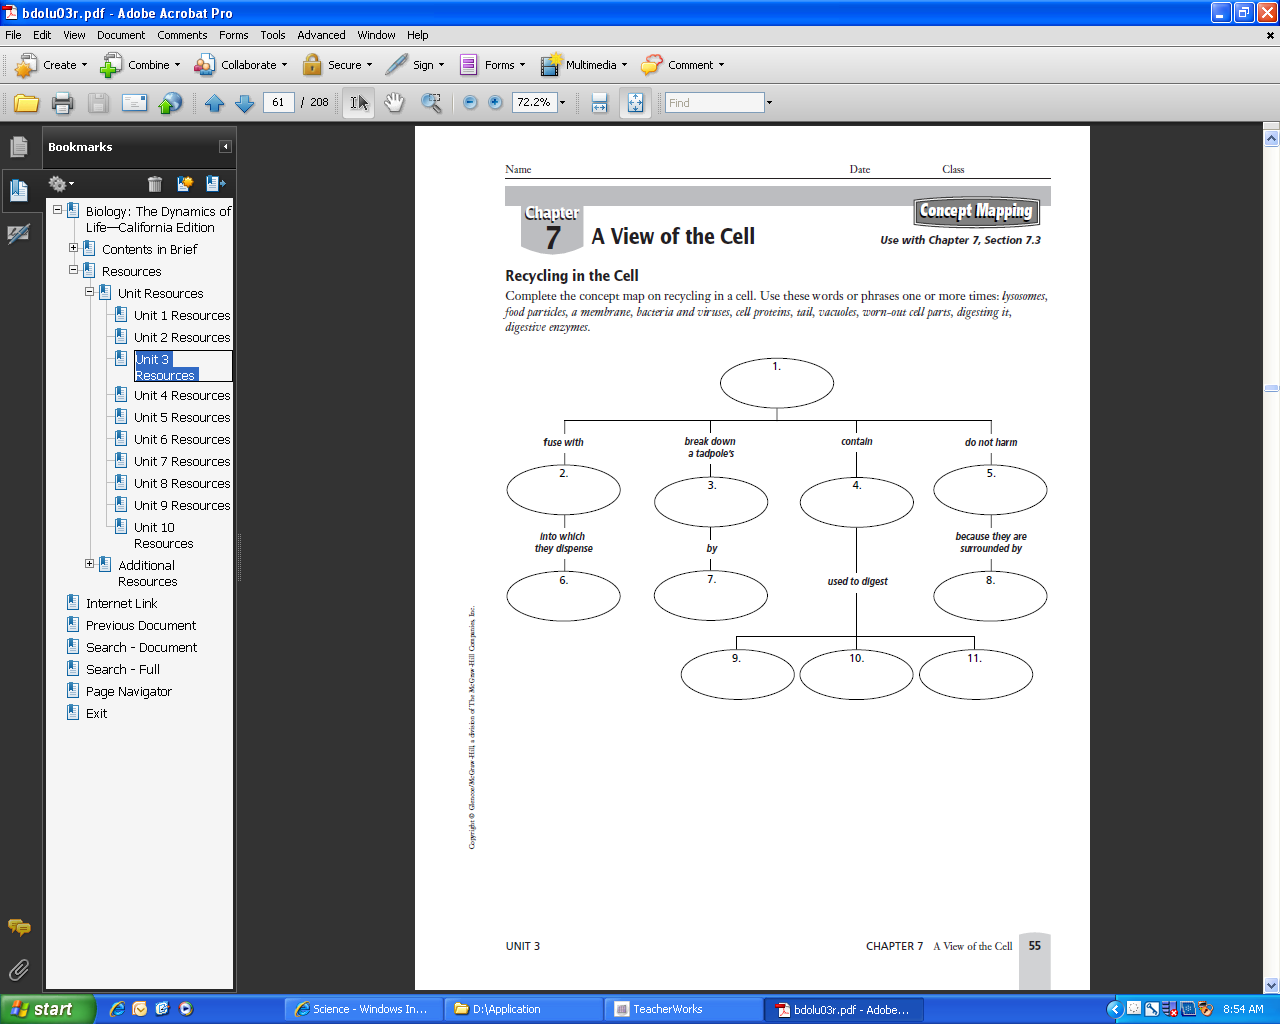 bdolu03r.pdf - Adobe Acrobat Pro
File Edit View Document Comments Forms Tools Advanced Window Help
Create Combine Collaborate Secure Sign Forms Multimedia Comment
61 / 208 72.2% Find
Bookmarks
Biology: The Dynamics of
Life—California Edition
Contents in Brief
Resources
Unit Resources
Unit 1 Resources
Unit 2 Resources
Unit 3
Resources
Unit 4 Resources
Unit 5 Resources
Unit 6 Resources
Unit 7 Resources
Unit 8 Resources
Unit 9 Resources
Unit 10
Resources
Additional
Resources
Internet Link
Previous Document
Search - Document
Search - Full
Page Navigator
Exit
Name Date Class
Chapter
7
A View of the Cell
Concept Mapping
Use with Chapter 7, Section 7.3
Recycling in the Cell
Complete the concept map on recycling in a cell. Use these words or phrases one or more times: lysosomes,
food particles, a membrane, bacteria and viruses, cell proteins, tail, vacuoles, worn-out cell parts, digesting it,
digestive enzymes.
1.
fuse with
break down
a tadpole's
contain
do not harm
2.
3.
4.
5.
into which
they dispense
by
used to digest
because they are
surrounded by
6.
7.
8.
9.
10.
11.
Copyright © Glencoe/McGraw-Hill, a division of The McGraw-Hill Companies, Inc.
UNIT 3 CHAPTER 7 A View of the Cell 55
start Science - Windows In... D:\Application TeacherWorks bdolu03r.pdf - Adobe... 8:54 AM